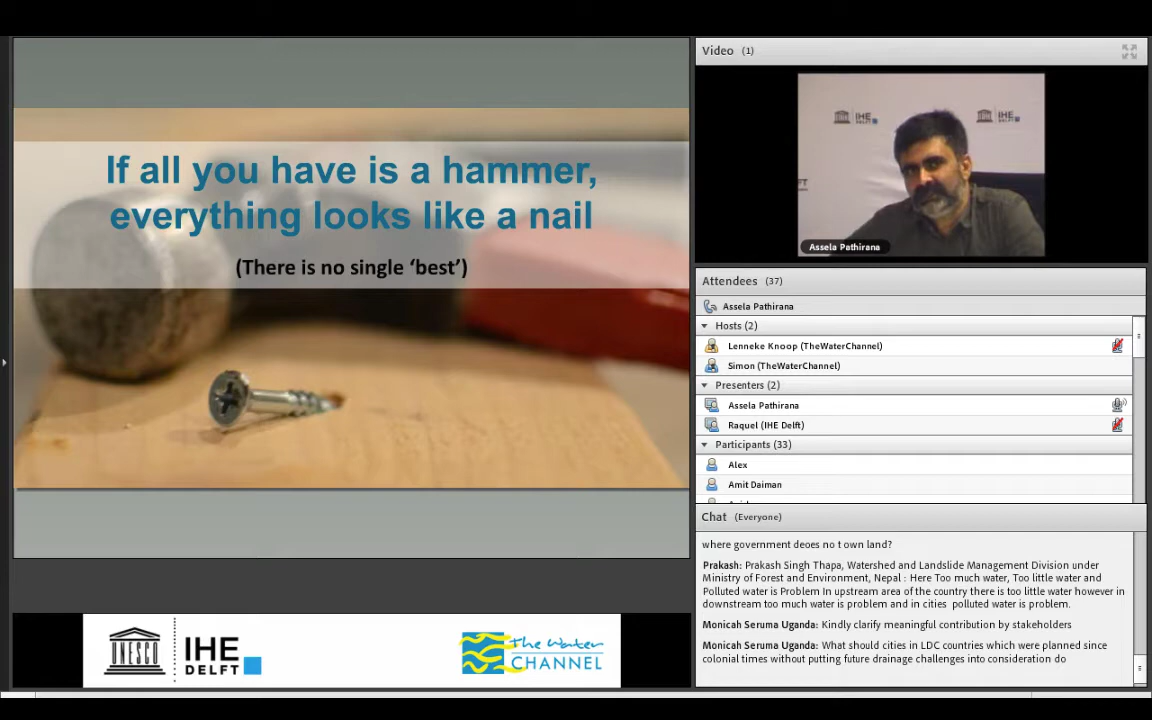 If all you have is a hammer,
everything looks like a nail
(There is no single ‘best’)
UNESCO
IHE
DELFT
The Water
CHANNEL
Video (1)
IHE
DELFT
IHE
DELFT
Assela Pathirana
Attendees (37)
Assela Pathirana
Hosts (2)
Lenneke Knoop (TheWaterChannel)
Simon (TheWaterChannel)
Presenters (2)
Assela Pathirana
Raquel (IHE Delft)
Participants (33)
Alex
Amit Daiman
Chat (Everyone)
where government deoes no t own land?
Prakash: Prakash Singh Thapa, Watershed and Landslide Management Division under
Ministry of Forest and Environment, Nepal : Here Too much water, Too little water and
Polluted water is Problem In upstream area of the country there is too little water however in
downstream too much water is problem and in cities polluted water is problem.
Monicah Seruma Uganda: Kindly clarify meaningful contribution by stakeholders
Monicah Seruma Uganda: What should cities in LDC countries which were planned since
colonial times without putting future drainage challenges into consideration do